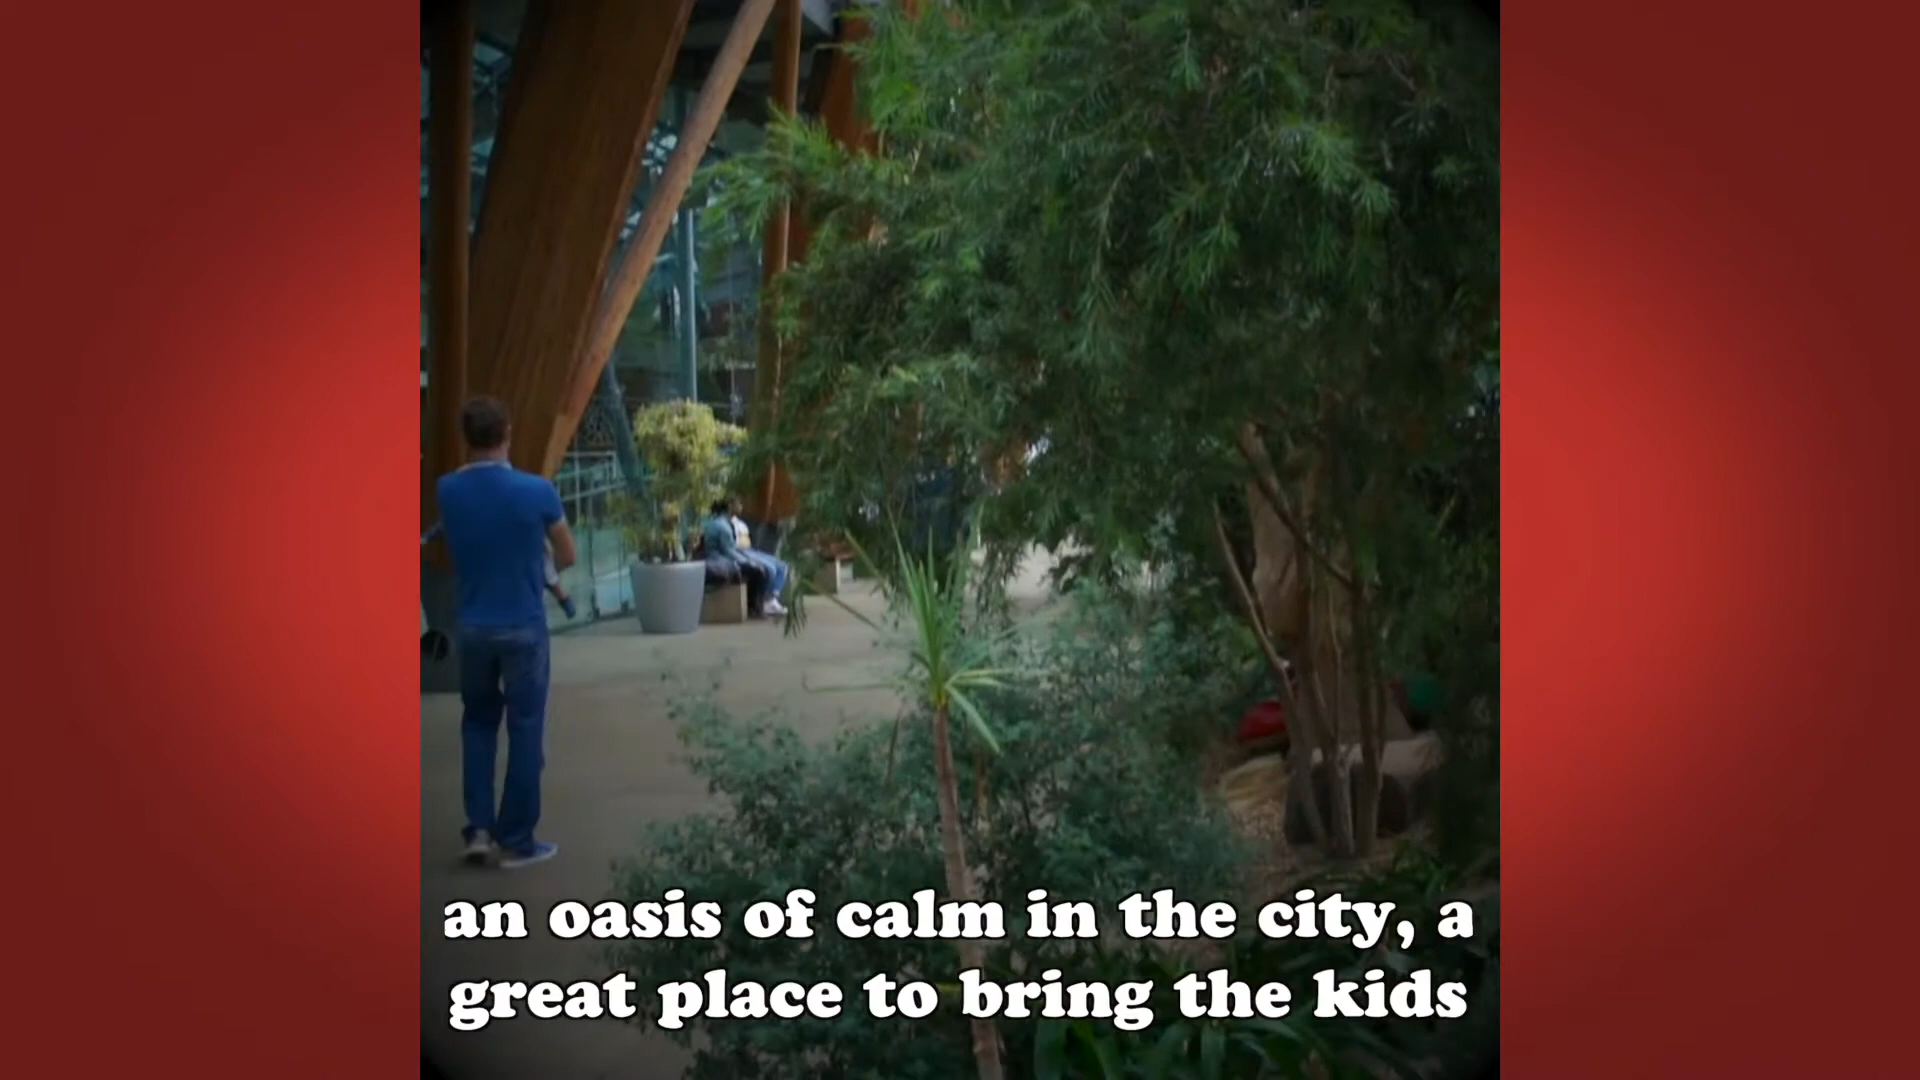 an oasis of calm in the city, a
great place to bring the kids